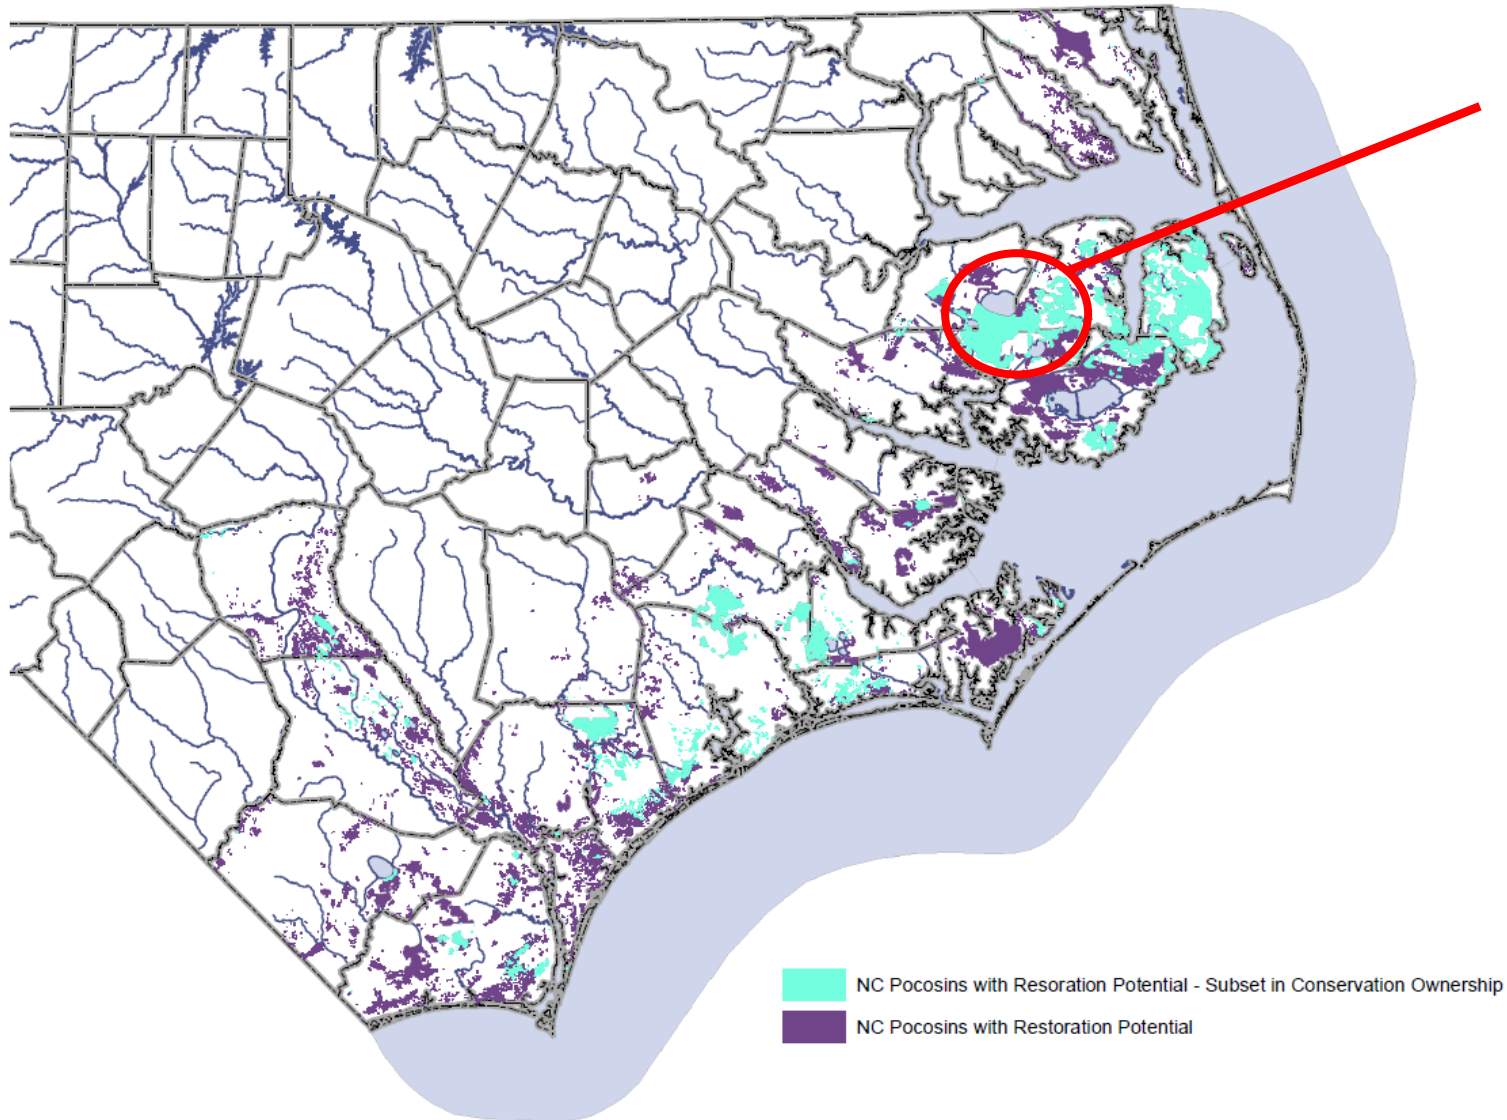 NC Pocosins with Resoration Potential - Subset in Conservation Ownership
NC Pocosins with Restoration Potential